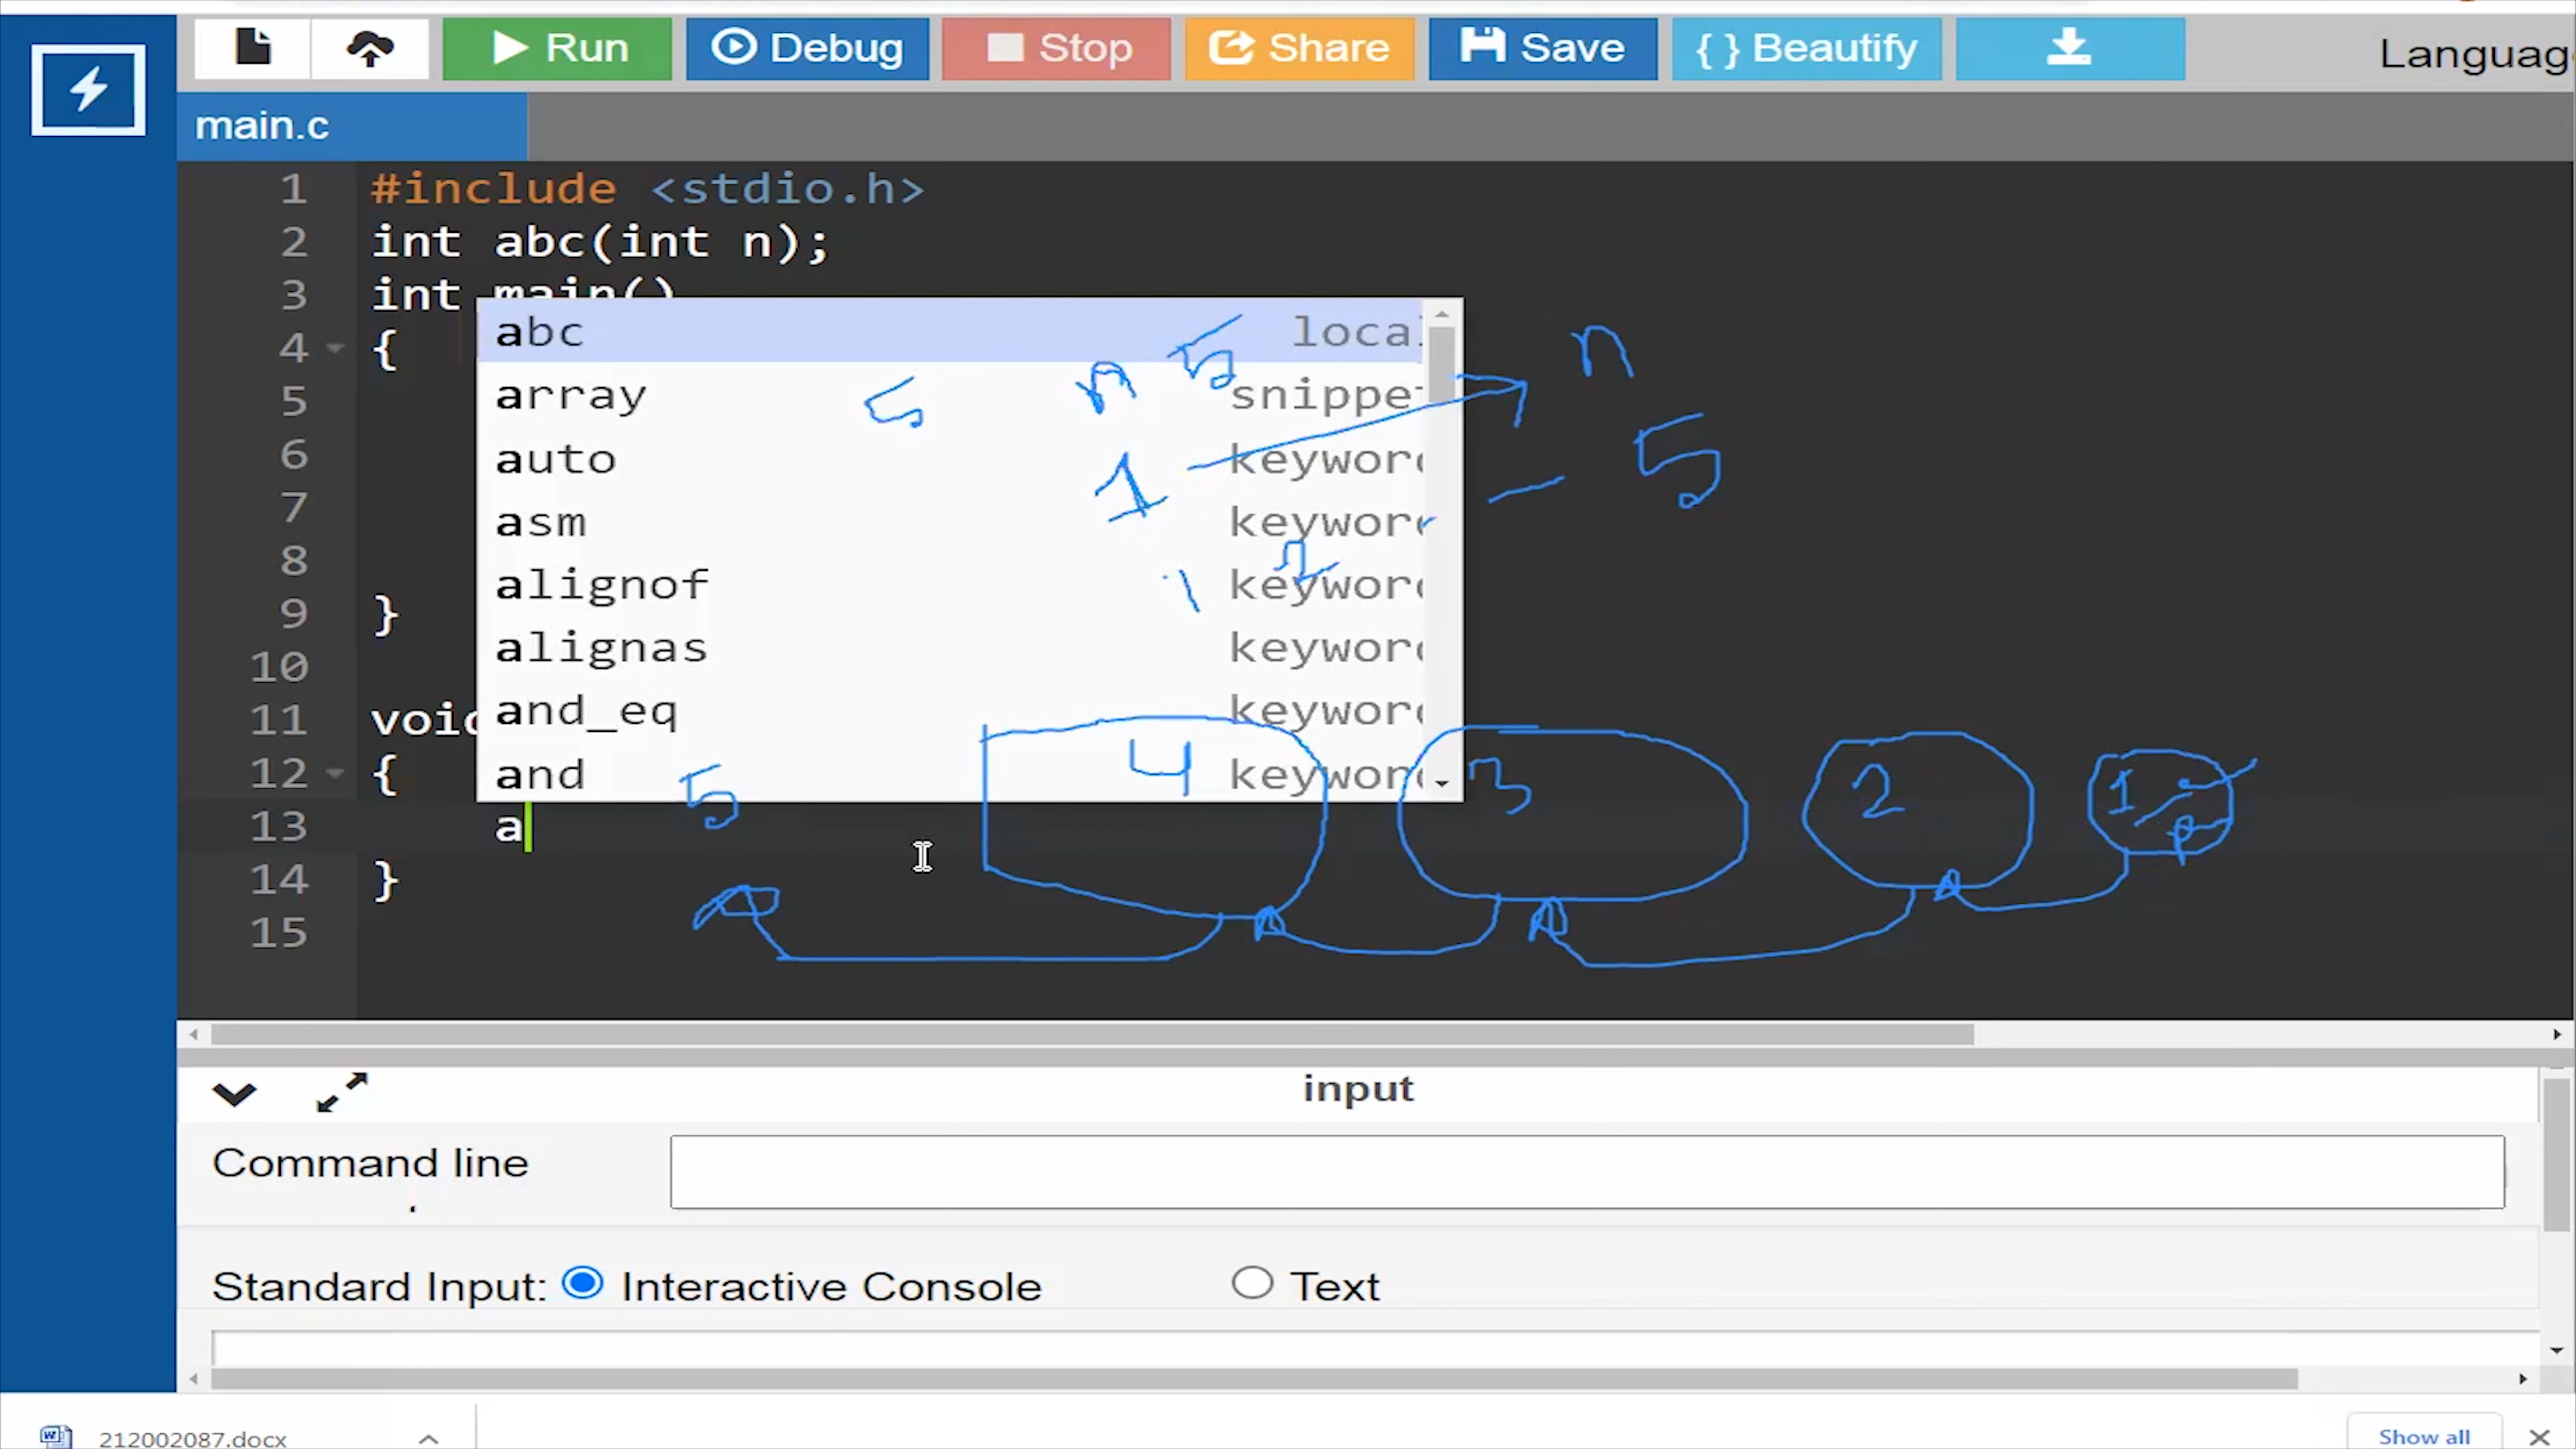 Run Debug Stop Share Save { } Beautify Languag
main.c
1 #include <stdio.h>
2 int abc(int n);
3 int main()
4 {
5
6
7
8
9 }
10
11 void
12 {
13 a
14 }
15
abc local
array snippet
auto keyword
asm keyword
alignof keyword
alignas keyword
and_eq keyword
and keyword
5 n 5 n
1 - 5
1 2
5 4 3 2 1
input
Command line
Standard Input: Interactive Console Text
212002087.docx Show all